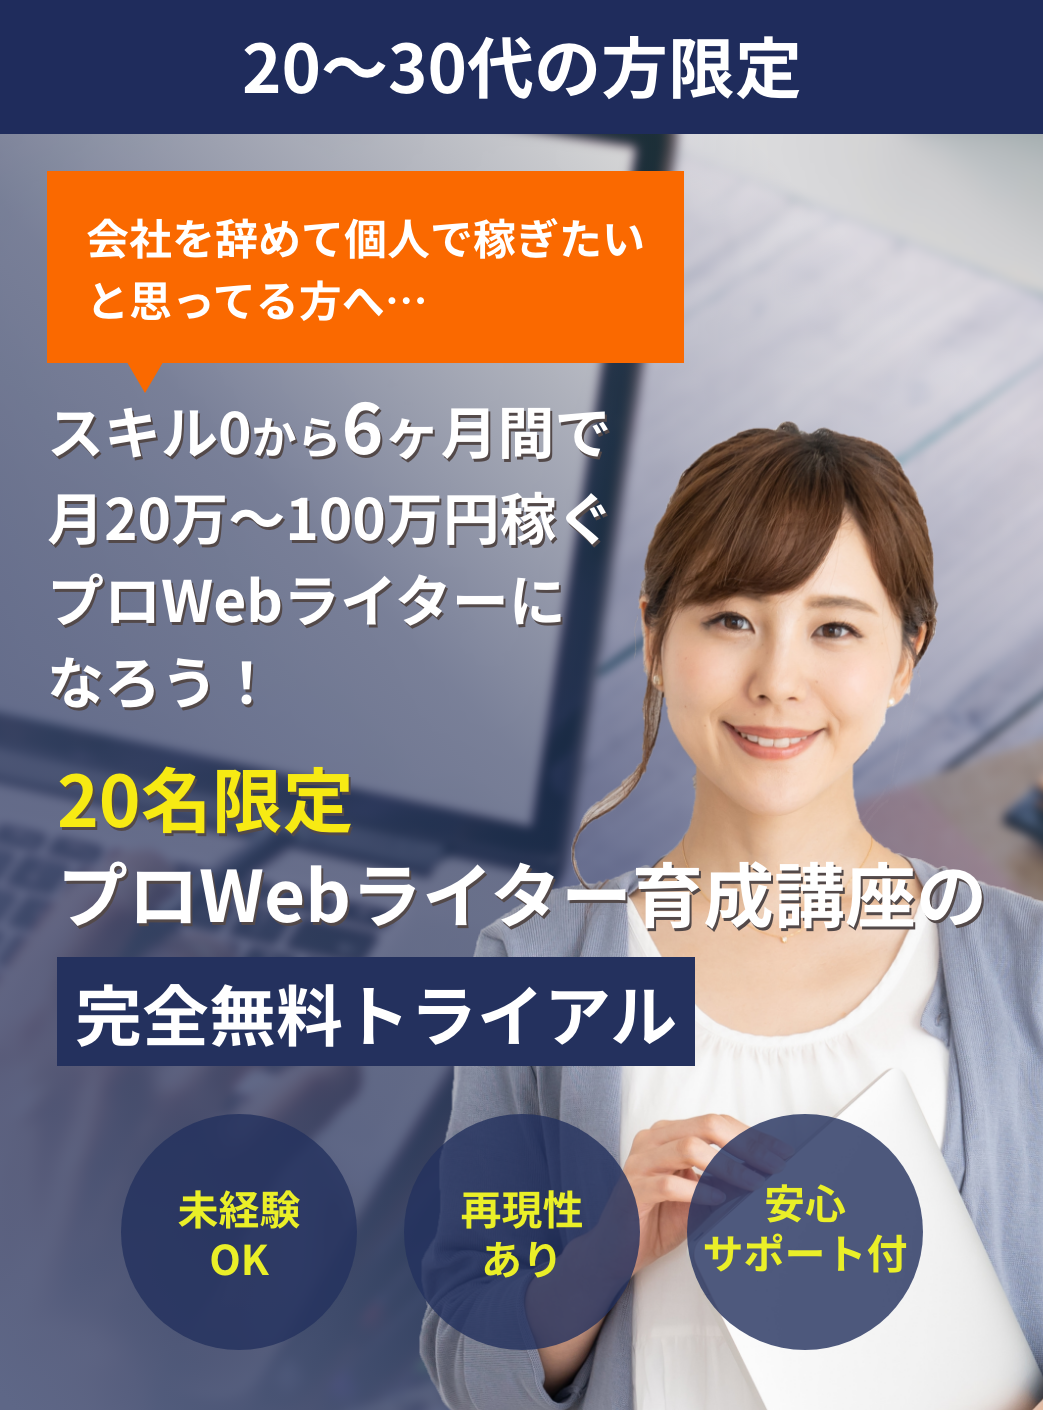 20〜30代の方限定
会社を辞めて個人で稼ぎたい
と思ってる方へ…
スキル0から6ヶ月間で
月20万〜100万円稼ぐ
プロWebライターに
なろう！
20名限定
プロWebライター育成講座の
完全無料トライアル
未経験
OK
再現性
あり
安心
サポート付